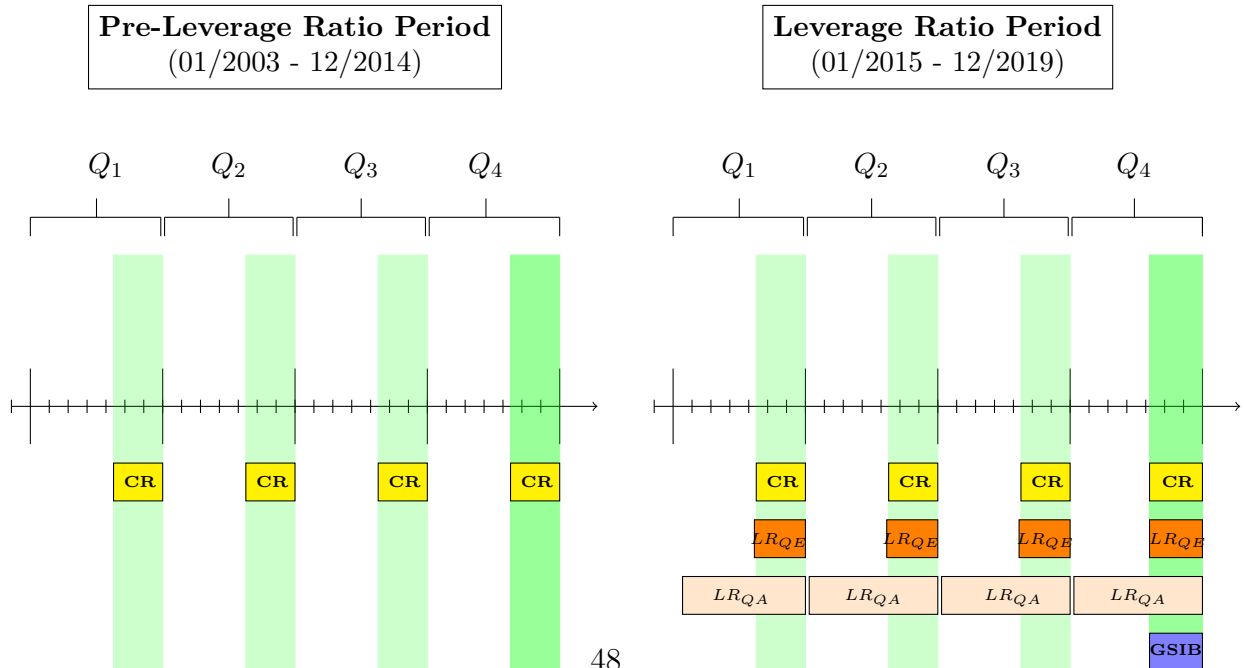 Pre-Leverage Ratio Period
(01/2003 - 12/2014)
Leverage Ratio Period
(01/2015 - 12/2019)
Q1 Q2 Q3 Q4
Q1 Q2 Q3 Q4
CR CR CR CR
CR CR CR CR
LRQE LRQE LRQE LRQE
LRQA LRQA LRQA LRQA
GSIB
48